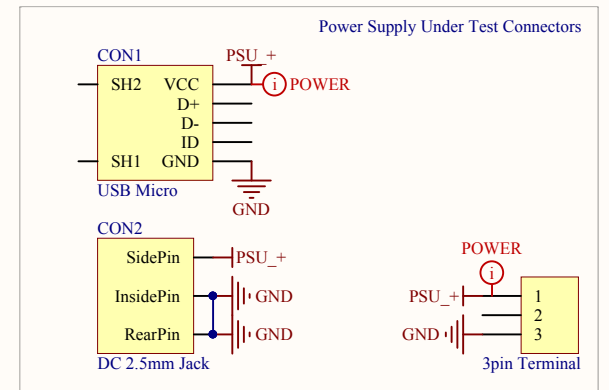 Power Supply Under Test Connectors
CON1
PSU_+
SH2 VCC
i POWER
D+
D-
ID
SH1 GND
USB Micro
GND
CON2
SidePin
PSU_+
InsidePin
GND
RearPin
GND
DC 2.5mm Jack
POWER
i
PSU_+
1
2
GND
3
3pin Terminal